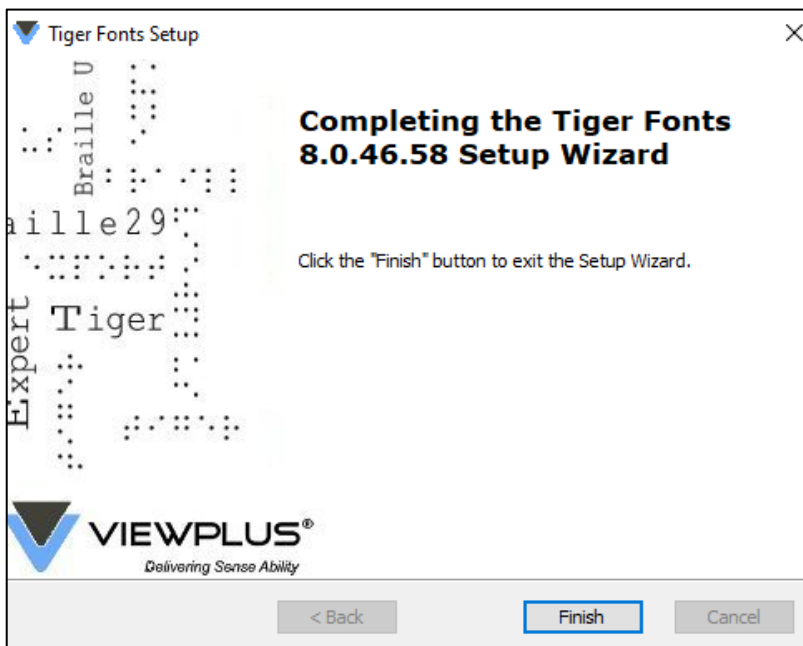 Tiger Fonts Setup
Braille U
aille29
Tiger
Expert
Completing the Tiger Fonts
8.0.46.58 Setup Wizard
Click the "Finish" button to exit the Setup Wizard.
VIEWPLUS®
Delivering Sense Ability
< Back
Finish
Cancel